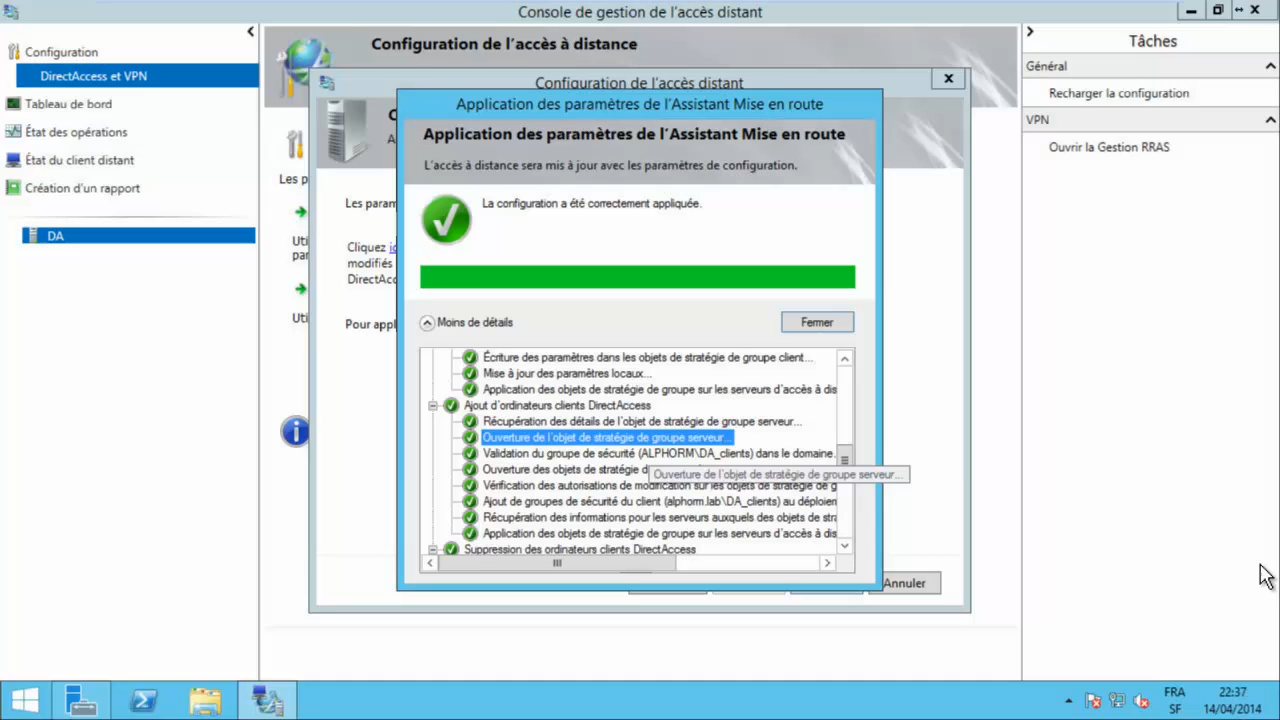 Console de gestion de l'accès distant
Configuration
DirectAccess et VPN
Tableau de bord
État des opérations
État du client distant
Création d'un rapport
DA
Configuration de l'accès à distance
Configuration de l'accès distant
C
A
Les p
Les param
Cliquez
modifiés
DirectAcc
Uti
par
Uti
Pour appl
Annuler
Application des paramètres de l'Assistant Mise en route
Application des paramètres de l'Assistant Mise en route
L'accès à distance sera mis à jour avec les paramètres de configuration.
La configuration a été correctement appliquée.
Moins de détails
Fermer
Écriture des paramètres dans les objets de stratégie de groupe client...
Mise à jour des paramètres locaux...
Application des objets de stratégie de groupe sur les serveurs d'accès à dis
Ajout d'ordinateurs clients DirectAccess
Récupération des détails de l'objet de stratégie de groupe serveur...
Ouverture de l'objet de stratégie de groupe serveur...
Validation du groupe de sécurité (ALPHORM\DA_clients) dans le domaine.
Ouverture des objets de stratégie d
Ouverture de l'objet de stratégie de groupe serveur...
Vérification des autorisations de modification sur les objets de stratégie de g
Ajout de groupes de sécurité du client (alphorm.lab\DA_clients) au déploiem
Récupération des informations pour les serveurs auxquels des objets de stra
Application des objets de stratégie de groupe sur les serveurs d'accès à dis
Suppression des ordinateurs clients DirectAccess
Tâches
Général
Recharger la configuration
VPN
Ouvrir la Gestion RRAS
FRA
SF
22:37
14/04/2014